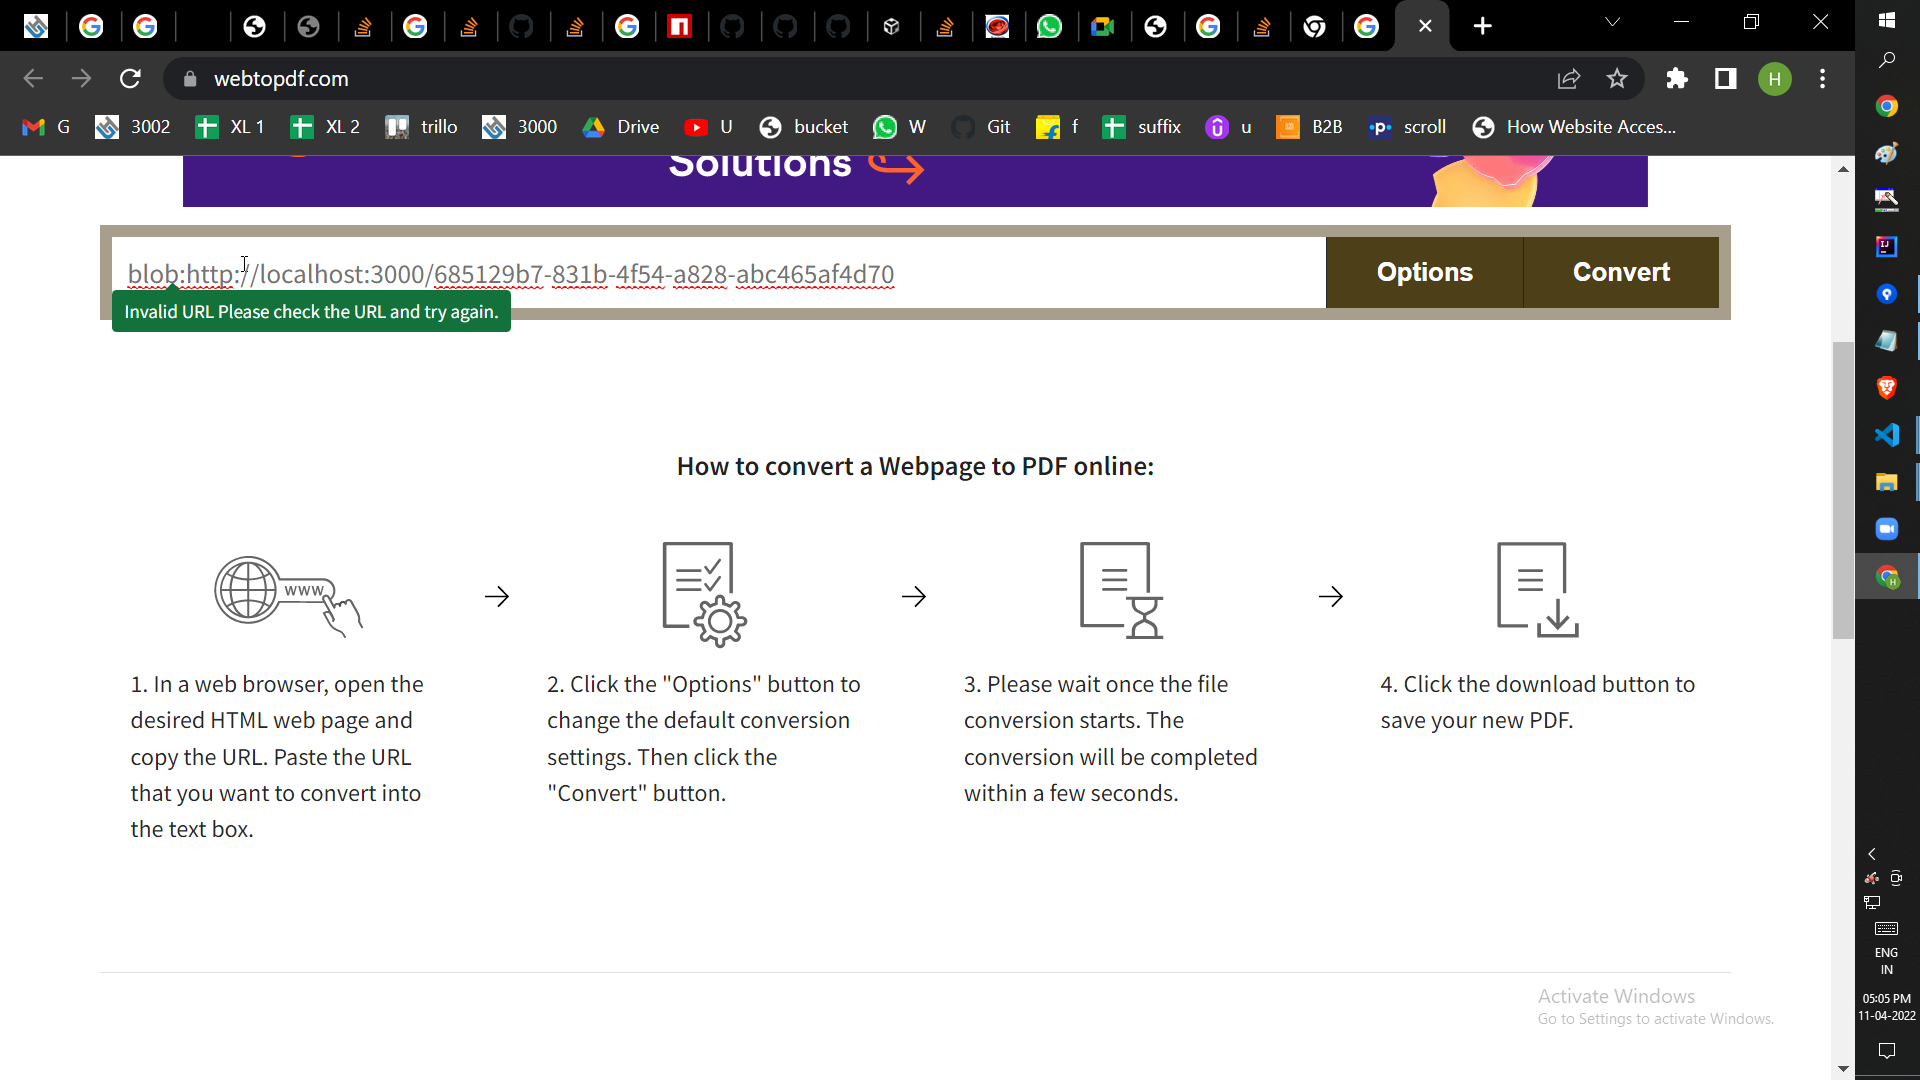 webtopdf.com
H
G
3002
XL 1
XL 2
trillo
3000
Drive
U
bucket
W
Git
f
suffix
u
B2B
scroll
How Website Acces...
Solutions
blob:http://localhost:3000/685129b7-831b-4f54-a828-abc465af4d70
Options
Convert
Invalid URL Please check the URL and try again.
How to convert a Webpage to PDF online:
WWW
1. In a web browser, open the
desired HTML web page and
copy the URL. Paste the URL
that you want to convert into
the text box.
2. Click the "Options" button to
change the default conversion
settings. Then click the
"Convert" button.
3. Please wait once the file
conversion starts. The
conversion will be completed
within a few seconds.
4. Click the download button to
save your new PDF.
Activate Windows
Go to Settings to activate Windows.
ENG
IN
05:05 PM
11-04-2022